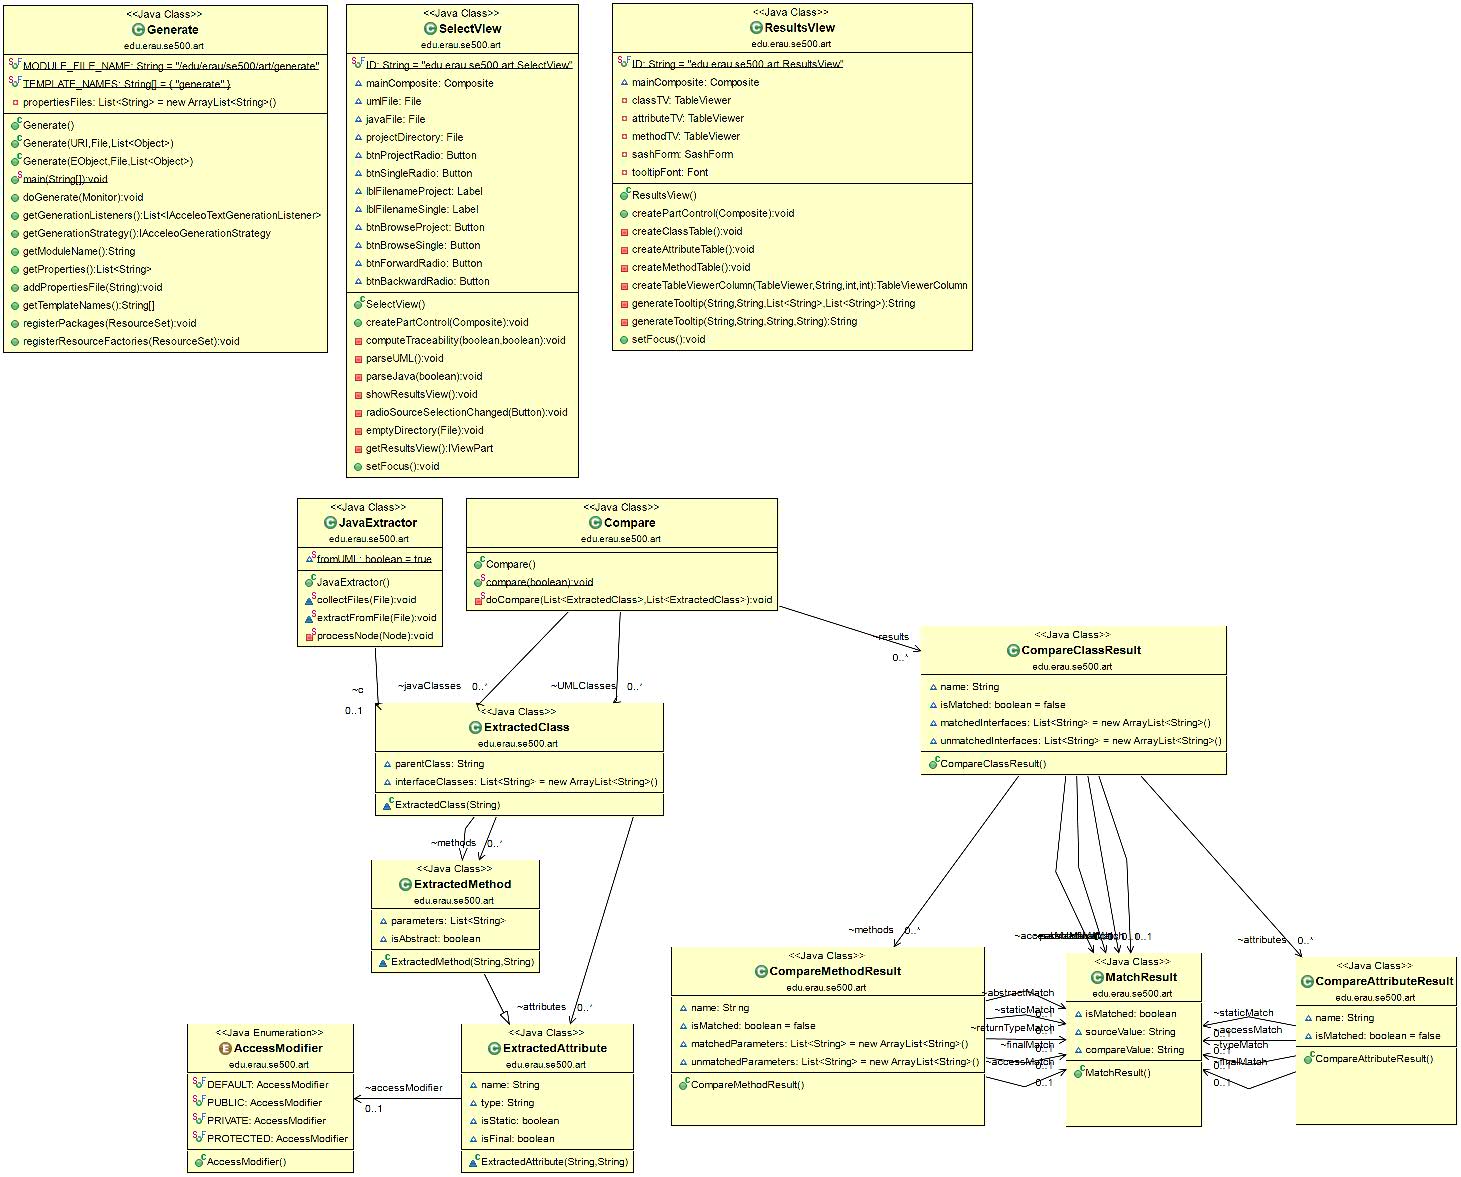 <<Java Class>>
Generate
edu.erau.se500.art
MODULE_FILE_NAME: String = "/edu/erau/se500/art/generate"
TEMPLATE_NAMES: String[] = { "generate" }
propertiesFiles: List<String> = new ArrayList<String>()
Generate()
Generate(URI,File,List<Object>)
Generate(EObject,File,List<Object>)
main(String[]):void
doGenerate(Monitor):void
getGenerationListeners():List<IAcceleoTextGenerationListener>
getGenerationStrategy():IAcceleoGenerationStrategy
getModuleName():String
getProperties():List<String>
addPropertiesFile(String):void
getTemplateNames():String[]
registerPackages(ResourceSet):void
registerResourceFactories(ResourceSet):void
<<Java Class>>
SelectView
edu.erau.se500.art
ID: String = "edu.erau.se500.art.SelectView"
mainComposite: Composite
umlFile: File
javaFile: File
projectDirectory: File
btnProjectRadio: Button
btnSingleRadio: Button
lblFilenameProject: Label
lblFilenameSingle: Label
btnBrowseProject: Button
btnBrowseSingle: Button
btnForwardRadio: Button
btnBackwardRadio: Button
SelectView()
createPartControl(Composite):void
computeTraceability(boolean,boolean):void
parseUML():void
parseJava(boolean):void
showResultsView():void
radioSourceSelectionChanged(Button):void
emptyDirectory(File):void
getResultsView():IViewPart
setFocus():void
<<Java Class>>
ResultsView
edu.erau.se500.art
ID: String = "edu.erau.se500.art.ResultsView"
mainComposite: Composite
classTV: TableViewer
attributeTV: TableViewer
methodTV: TableViewer
sashForm: SashForm
tooltipFont: Font
ResultsView()
createPartControl(Composite):void
createClassTable():void
createAttributeTable():void
createMethodTable():void
createTableViewerColumn(TableViewer,String,int,int):TableViewerColumn
generateTooltip(String,String,List<String>,List<String>):String
generateTooltip(String,String,String,String):String
setFocus():void
<<Java Class>>
JavaExtractor
edu.erau.se500.art
fromUML: boolean = true
JavaExtractor()
collectFiles(File):void
extractFromFile(File):void
processNode(Node):void
<<Java Class>>
Compare
edu.erau.se500.art
Compare()
compare(boolean):void
doCompare(List<ExtractedClass>,List<ExtractedClass>):void
~results
0..*
~c
0..1
~javaClasses 0..*
~UMLClasses 0..*
<<Java Class>>
CompareClassResult
edu.erau.se500.art
name: String
isMatched: boolean = false
matchedInterfaces: List<String> = new ArrayList<String>()
unmatchedInterfaces: List<String> = new ArrayList<String>()
CompareClassResult()
<<Java Class>>
ExtractedClass
edu.erau.se500.art
parentClass: String
interfaceClasses: List<String> = new ArrayList<String>()
ExtractedClass(String)
~methods 0..*
<<Java Class>>
ExtractedMethod
edu.erau.se500.art
parameters: List<String>
isAbstract: boolean
ExtractedMethod(String,String)
~attributes 0..*
<<Java Enumeration>>
AccessModifier
edu.erau.se500.art
DEFAULT: AccessModifier
PUBLIC: AccessModifier
PRIVATE: AccessModifier
PROTECTED: AccessModifier
AccessModifier()
~accessModifier
0..1
<<Java Class>>
ExtractedAttribute
edu.erau.se500.art
name: String
type: String
isStatic: boolean
isFinal: boolean
ExtractedAttribute(String,String)
~methods 0..*
0..1
~attributes 0..*
<<Java Class>>
CompareMethodResult
edu.erau.se500.art
name: String
isMatched: boolean = false
matchedParameters: List<String> = new ArrayList<String>()
unmatchedParameters: List<String> = new ArrayList<String>()
CompareMethodResult()
~abstractMatch
~staticMatch
~returnTypeMatch
~finalMatch
~accessMatch
0..1
0..1
<<Java Class>>
MatchResult
edu.erau.se500.art
isMatched: boolean
sourceValue: String
compareValue: String
MatchResult()
~staticMatch
~accessMatch
~typeMatch
~finalMatch
0..1
<<Java Class>>
CompareAttributeResult
edu.erau.se500.art
name: String
isMatched: boolean = false
CompareAttributeResult()